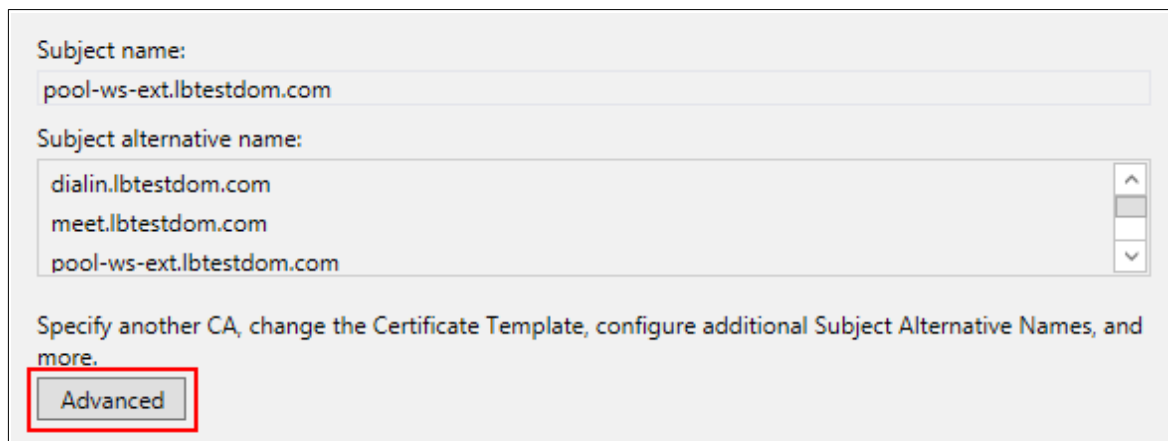 Subject name:
pool-ws-ext.lbtestdom.com
Subject alternative name:
dialin.lbtestdom.com
meet.lbtestdom.com
pool-ws-ext.lbtestdom.com
Specify another CA, change the Certificate Template, configure additional Subject Alternative Names, and
more.
Advanced